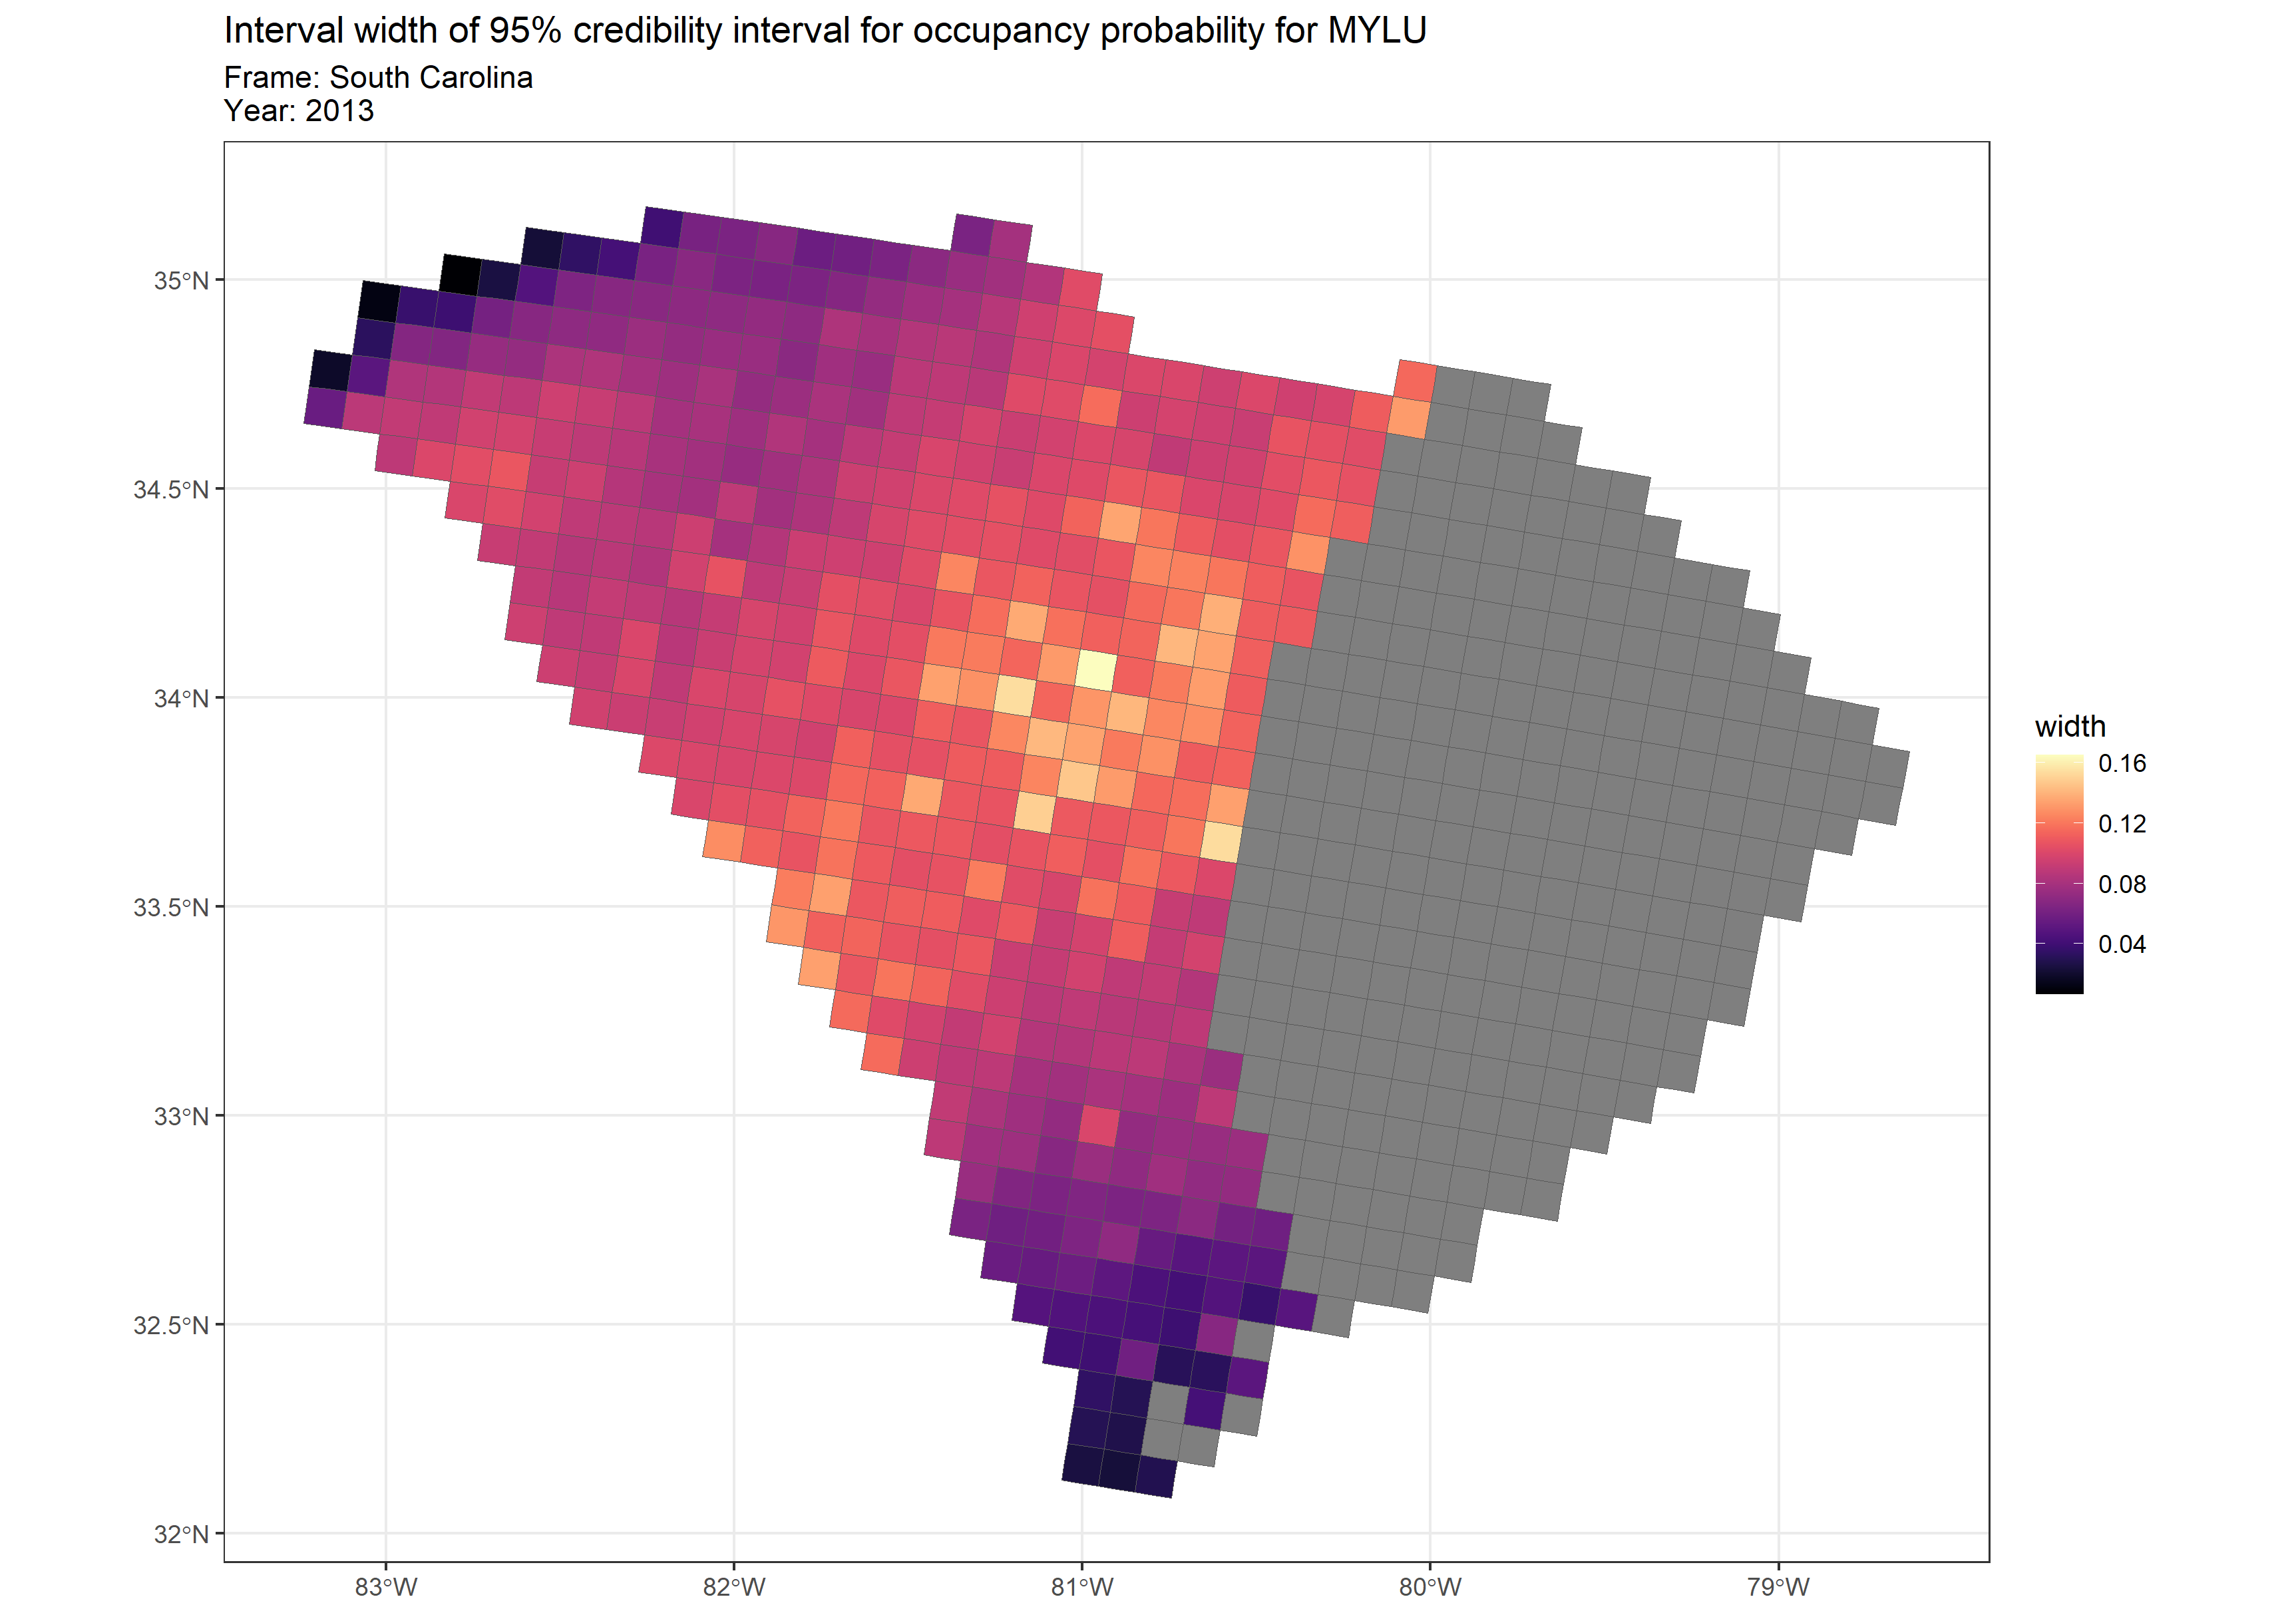 Interval width of 95% credibility interval for occupancy probability for MYLU
Frame: South Carolina
Year: 2013
35°N
34.5°N
34°N
33.5°N
33°N
32.5°N
32°N
83°W
82°W
81°W
80°W
79°W
width
0.16
0.12
0.08
0.04